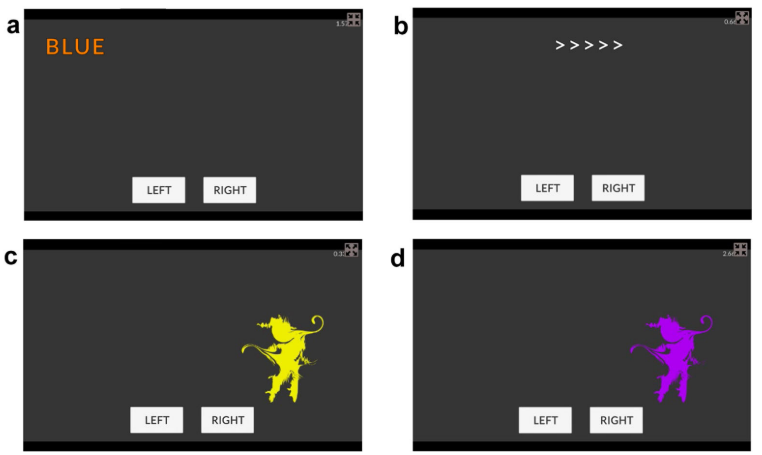 a
BLUE
LEFT RIGHT
b
> > > > >
LEFT RIGHT
c
LEFT RIGHT
d
LEFT RIGHT